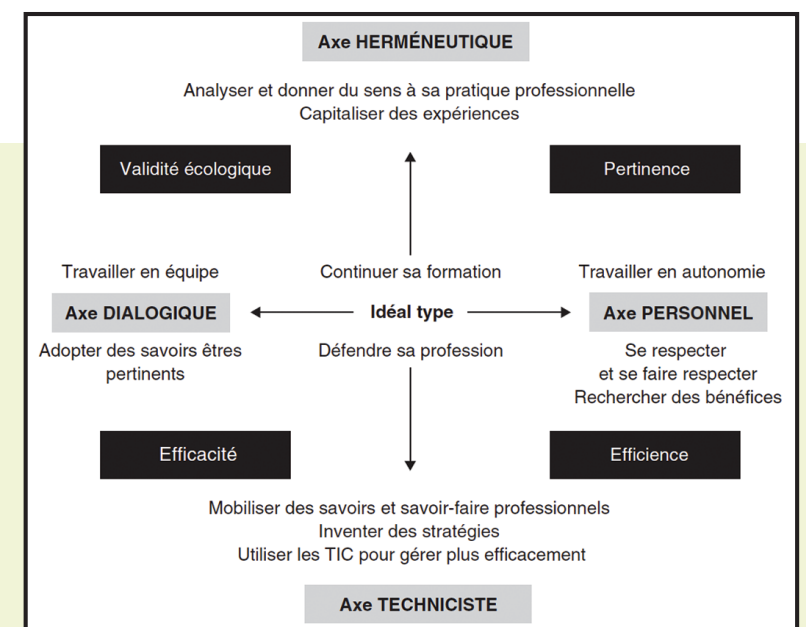 Axe HERMÉNEUTIQUE
Analyser et donner du sens à sa pratique professionnelle
Capitaliser des expériences
Validité écologique
Pertinence
Travailler en équipe
Continuer sa formation
Travailler en autonomie
Axe DIALOGIQUE
Idéal type
Axe PERSONNEL
Adopter des savoirs êtres
pertinents
Défendre sa profession
Se respecter
et se faire respecter
Rechercher des bénéfices
Efficacité
Efficience
Mobiliser des savoirs et savoir-faire professionnels
Inventer des stratégies
Utiliser les TIC pour gérer plus efficacement
Axe TECHNICISTE